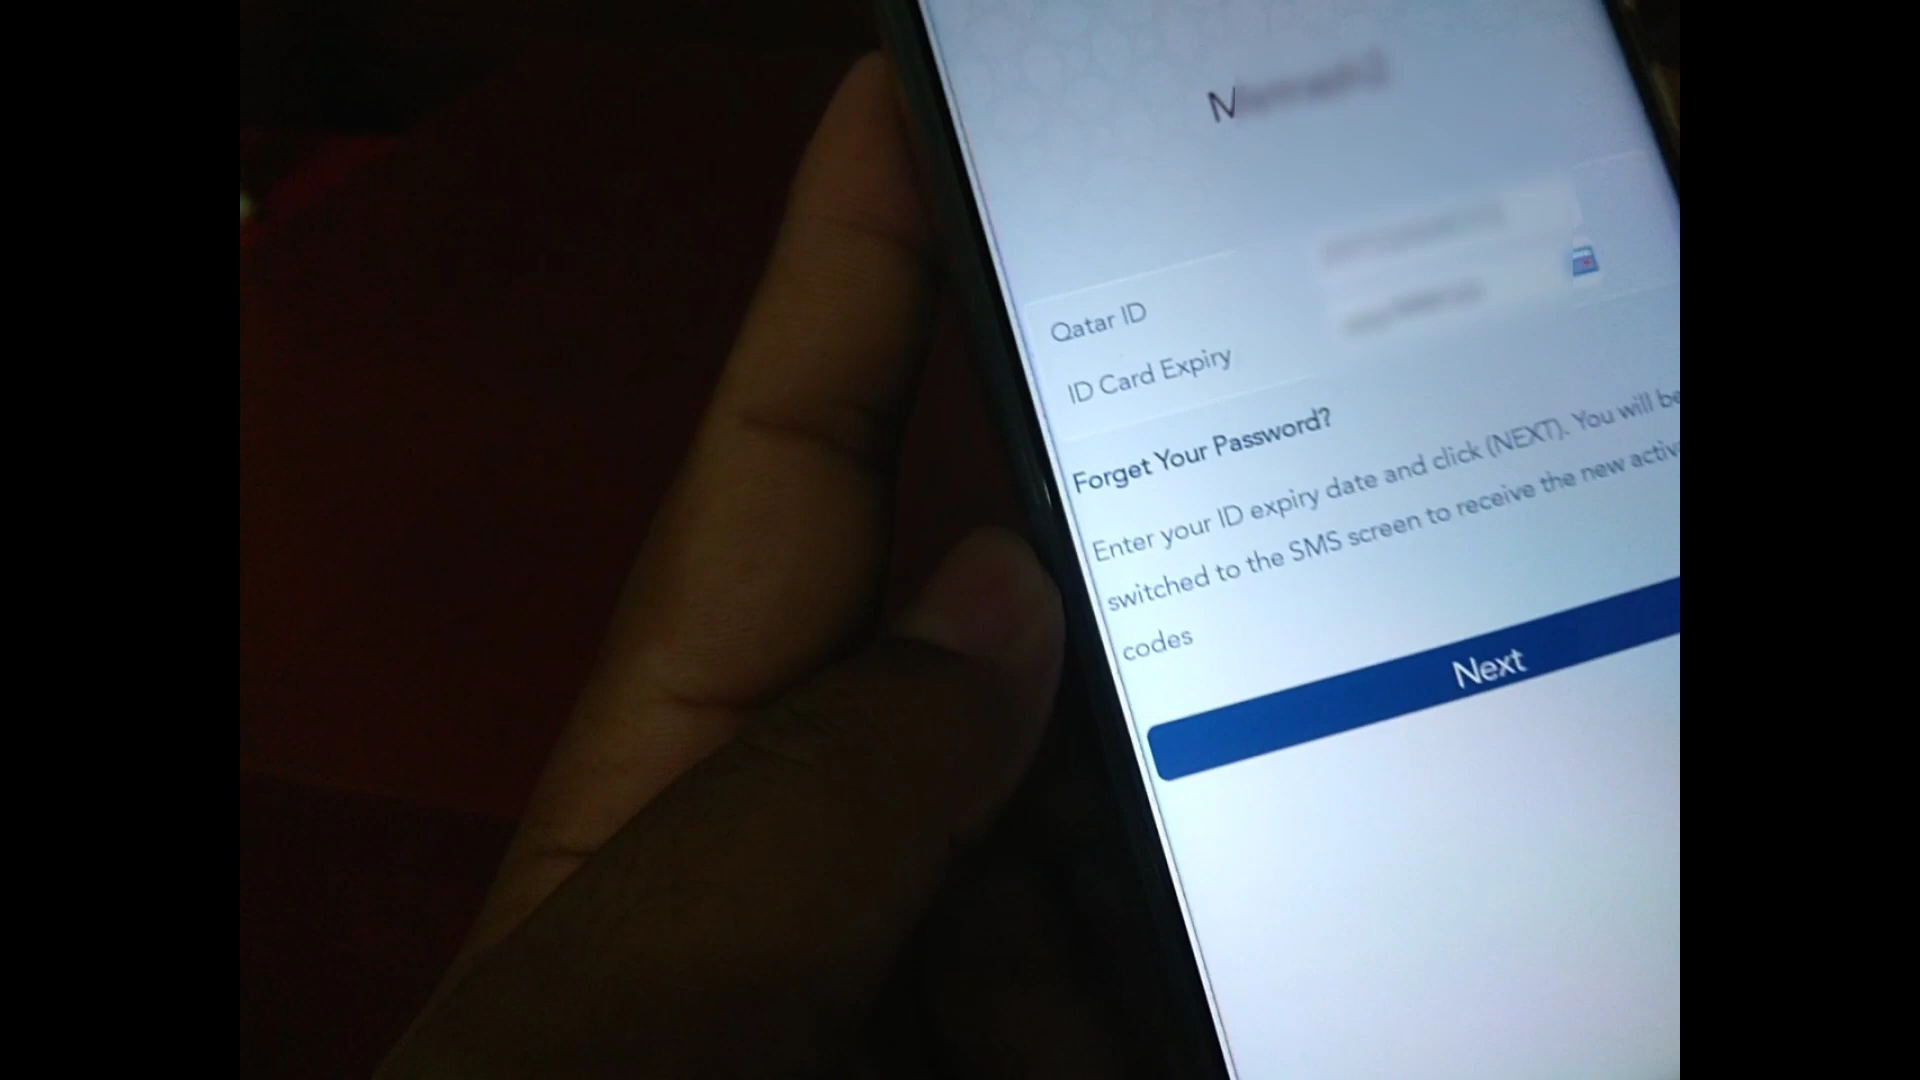 Qatar ID
ID Card Expiry
Forget Your Password?
Enter your ID expiry date and click (NEXT). You will be
switched to the SMS screen to receive the new activ
codes
Next